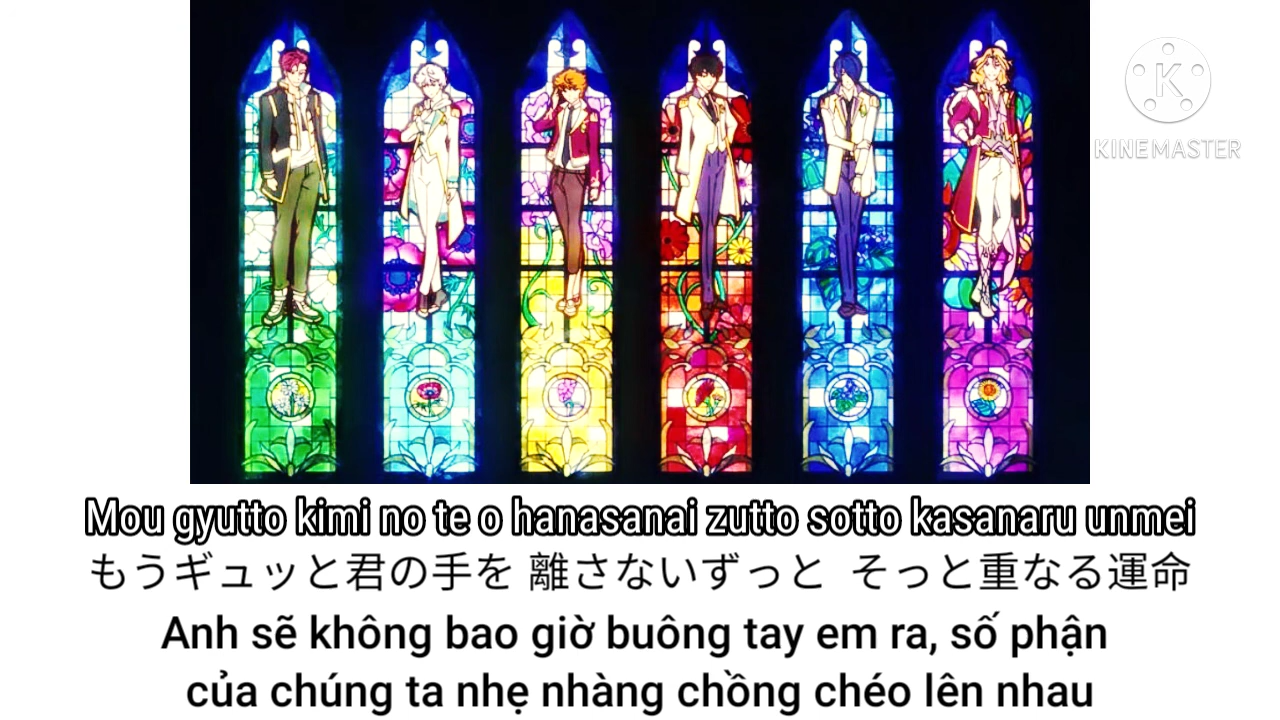 K
KINEMASTER
Mou gyutto kimi no te o hanasanai zutto sotto kasanaru unmei
もうギュッと君の手を 離さないずっと そっと重なる運命
Anh sẽ không bao giờ buông tay em ra, số phận
của chúng ta nhẹ nhàng chồng chéo lên nhau